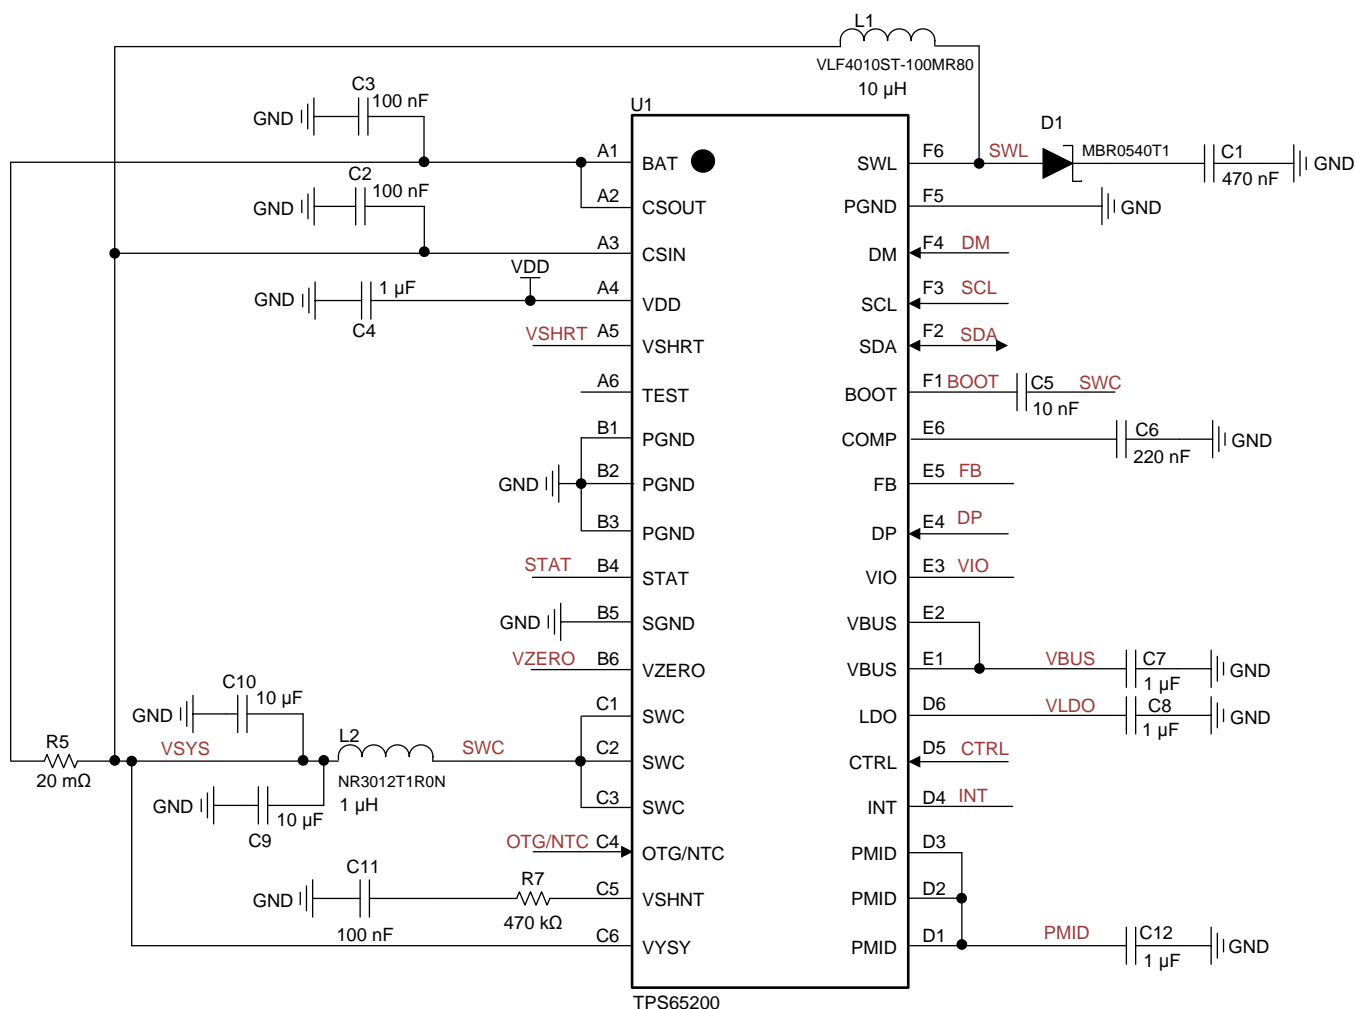 L1
VLF4010ST-100MR80
10 µH
C3
100 nF
GND
U1
D1
A1
BAT
F6
SWL
SWL
MBR0540T1
C1
470 nF
GND
C2
100 nF
GND
A2
CSOUT
F5
PGND
GND
A3
CSIN
F4
DM
DM
VDD
GND
1 µF
C4
A4
VDD
F3
SCL
SCL
VSHRT
A5
VSHRT
F2
SDA
SDA
A6
TEST
F1
BOOT
BOOT
C5
10 nF
SWC
B1
PGND
E6
COMP
C6
220 nF
GND
GND
B2
PGND
E5
FB
FB
B3
PGND
E4
DP
DP
STAT
B4
STAT
E3
VIO
VIO
GND
B5
SGND
E2
VBUS
VZERO
B6
VZERO
E1
VBUS
VBUS
C7
1 µF
GND
C10
10 µF
GND
C1
SWC
D6
LDO
VLDO
C8
1 µF
GND
R5
20 mΩ
VSYS
L2
NR3012T1R0N
1 µH
SWC
C2
SWC
D5
CTRL
CTRL
GND
C9
10 µF
C3
SWC
D4
INT
INT
OTG/NTC
C4
OTG/NTC
D3
PMID
GND
C11
100 nF
R7
470 kΩ
C5
VSHNT
D2
PMID
C6
VYSY
D1
PMID
PMID
C12
1 µF
GND
TPS65200